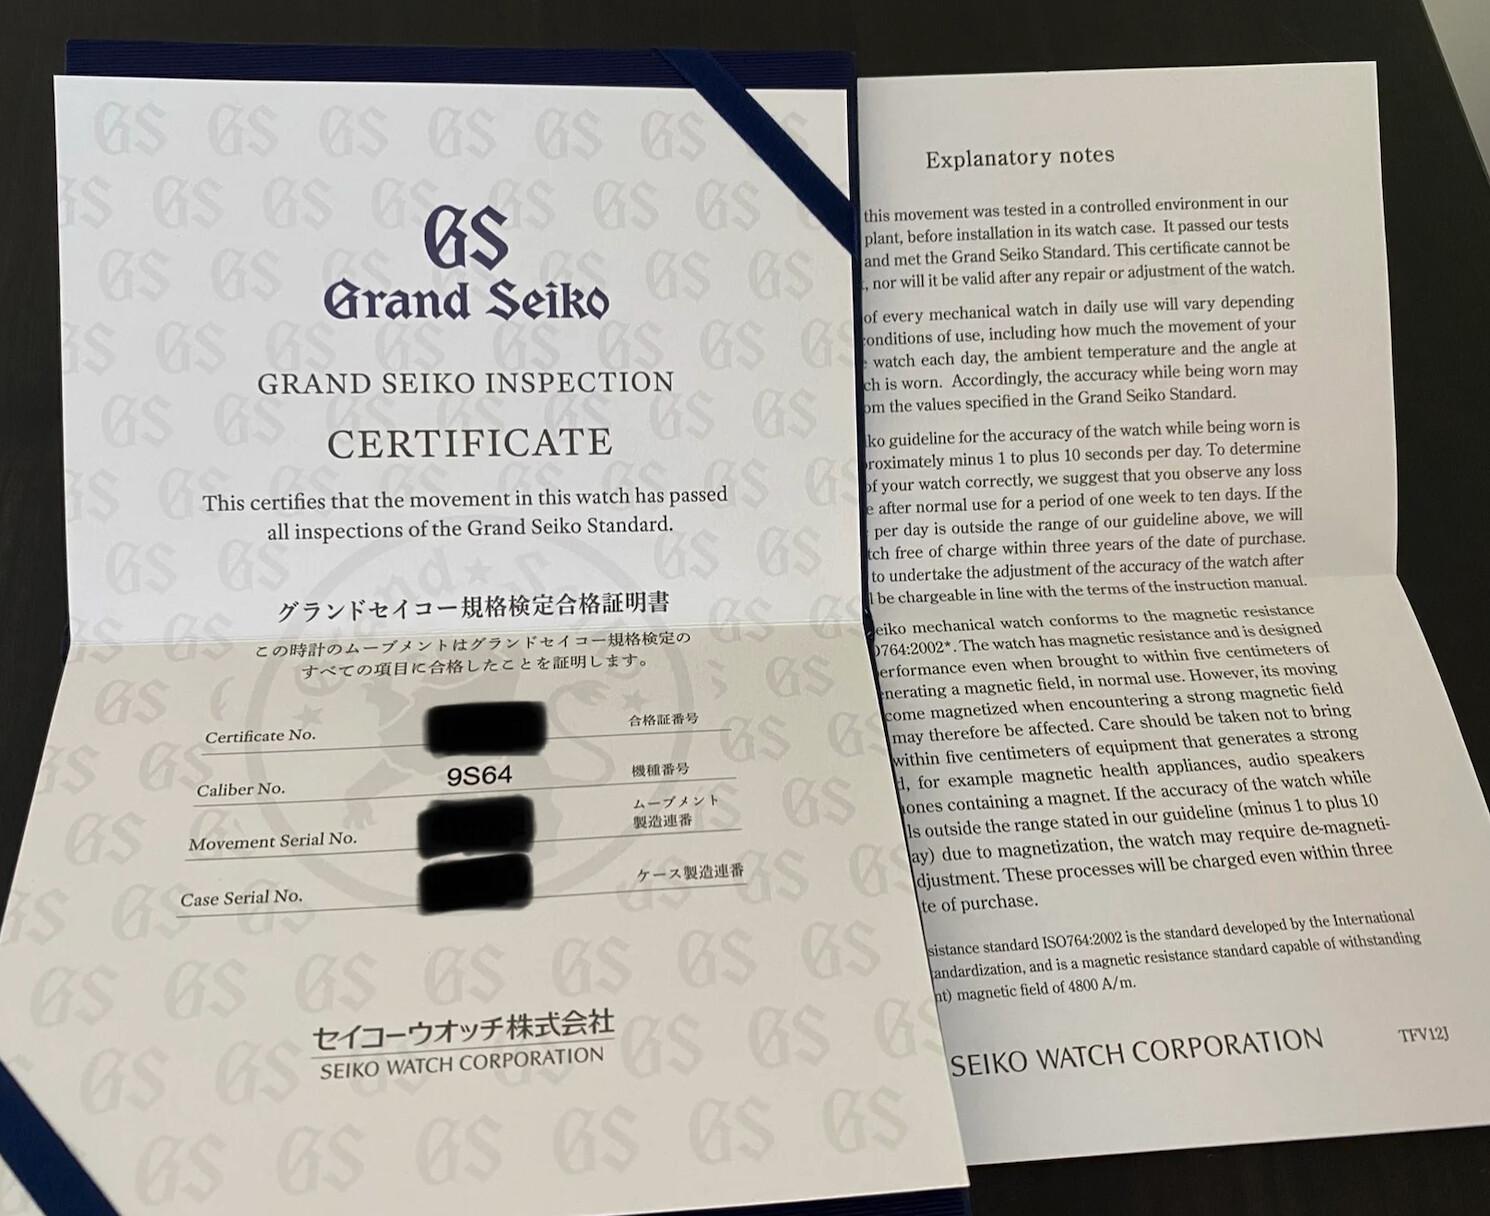 GS
Grand Seiko
GRAND SEIKO INSPECTION
CERTIFICATE
This certifies that the movement in this watch has passed
all inspections of the Grand Seiko Standard.
グランドセイコー規格検定合格証明書
この時計のムーブメントはグランドセイコー規格検定の
すべての項目に合格したことを証明します。
Certificate No. 合格証番号
Caliber No. 9S64 機種番号
Movement Serial No. ムーブメント
製造連番
Case Serial No. ケース製造連番
セイコーウオッチ株式会社
SEIKO WATCH CORPORATION
Explanatory notes
this movement was tested in a controlled environment in our
plant, before installation in its watch case. It passed our tests
and met the Grand Seiko Standard. This certificate cannot be
, nor will it be valid after any repair or adjustment of the watch.
of every mechanical watch in daily use will vary depending
conditions of use, including how much the movement of your
watch each day, the ambient temperature and the angle at
ch is worn. Accordingly, the accuracy while being worn may
om the values specified in the Grand Seiko Standard.
ko guideline for the accuracy of the watch while being worn is
roximately minus 1 to plus 10 seconds per day. To determine
of your watch correctly, we suggest that you observe any loss
e after normal use for a period of one week to ten days. If the
per day is outside the range of our guideline above, we will
tch free of charge within three years of the date of purchase.
to undertake the adjustment of the accuracy of the watch after
l be chargeable in line with the terms of the instruction manual.
eiko mechanical watch conforms to the magnetic resistance
0764:2002*. The watch has magnetic resistance and is designed
erformance even when brought to within five centimeters of
nerating a magnetic field, in normal use. However, its moving
come magnetized when encountering a strong magnetic field
may therefore be affected. Care should be taken not to bring
within five centimeters of equipment that generates a strong
d, for example magnetic health appliances, audio speakers
ones containing a magnet. If the accuracy of the watch while
ls outside the range stated in our guideline (minus 1 to plus 10
ay) due to magnetization, the watch may require de-magneti-
djustment. These processes will be charged even within three
te of purchase.
sistance standard ISO764:2002 is the standard developed by the International
andardization, and is a magnetic resistance standard capable of withstanding
nt) magnetic field of 4800 A/m.
SEIKO WATCH CORPORATION TFV12J